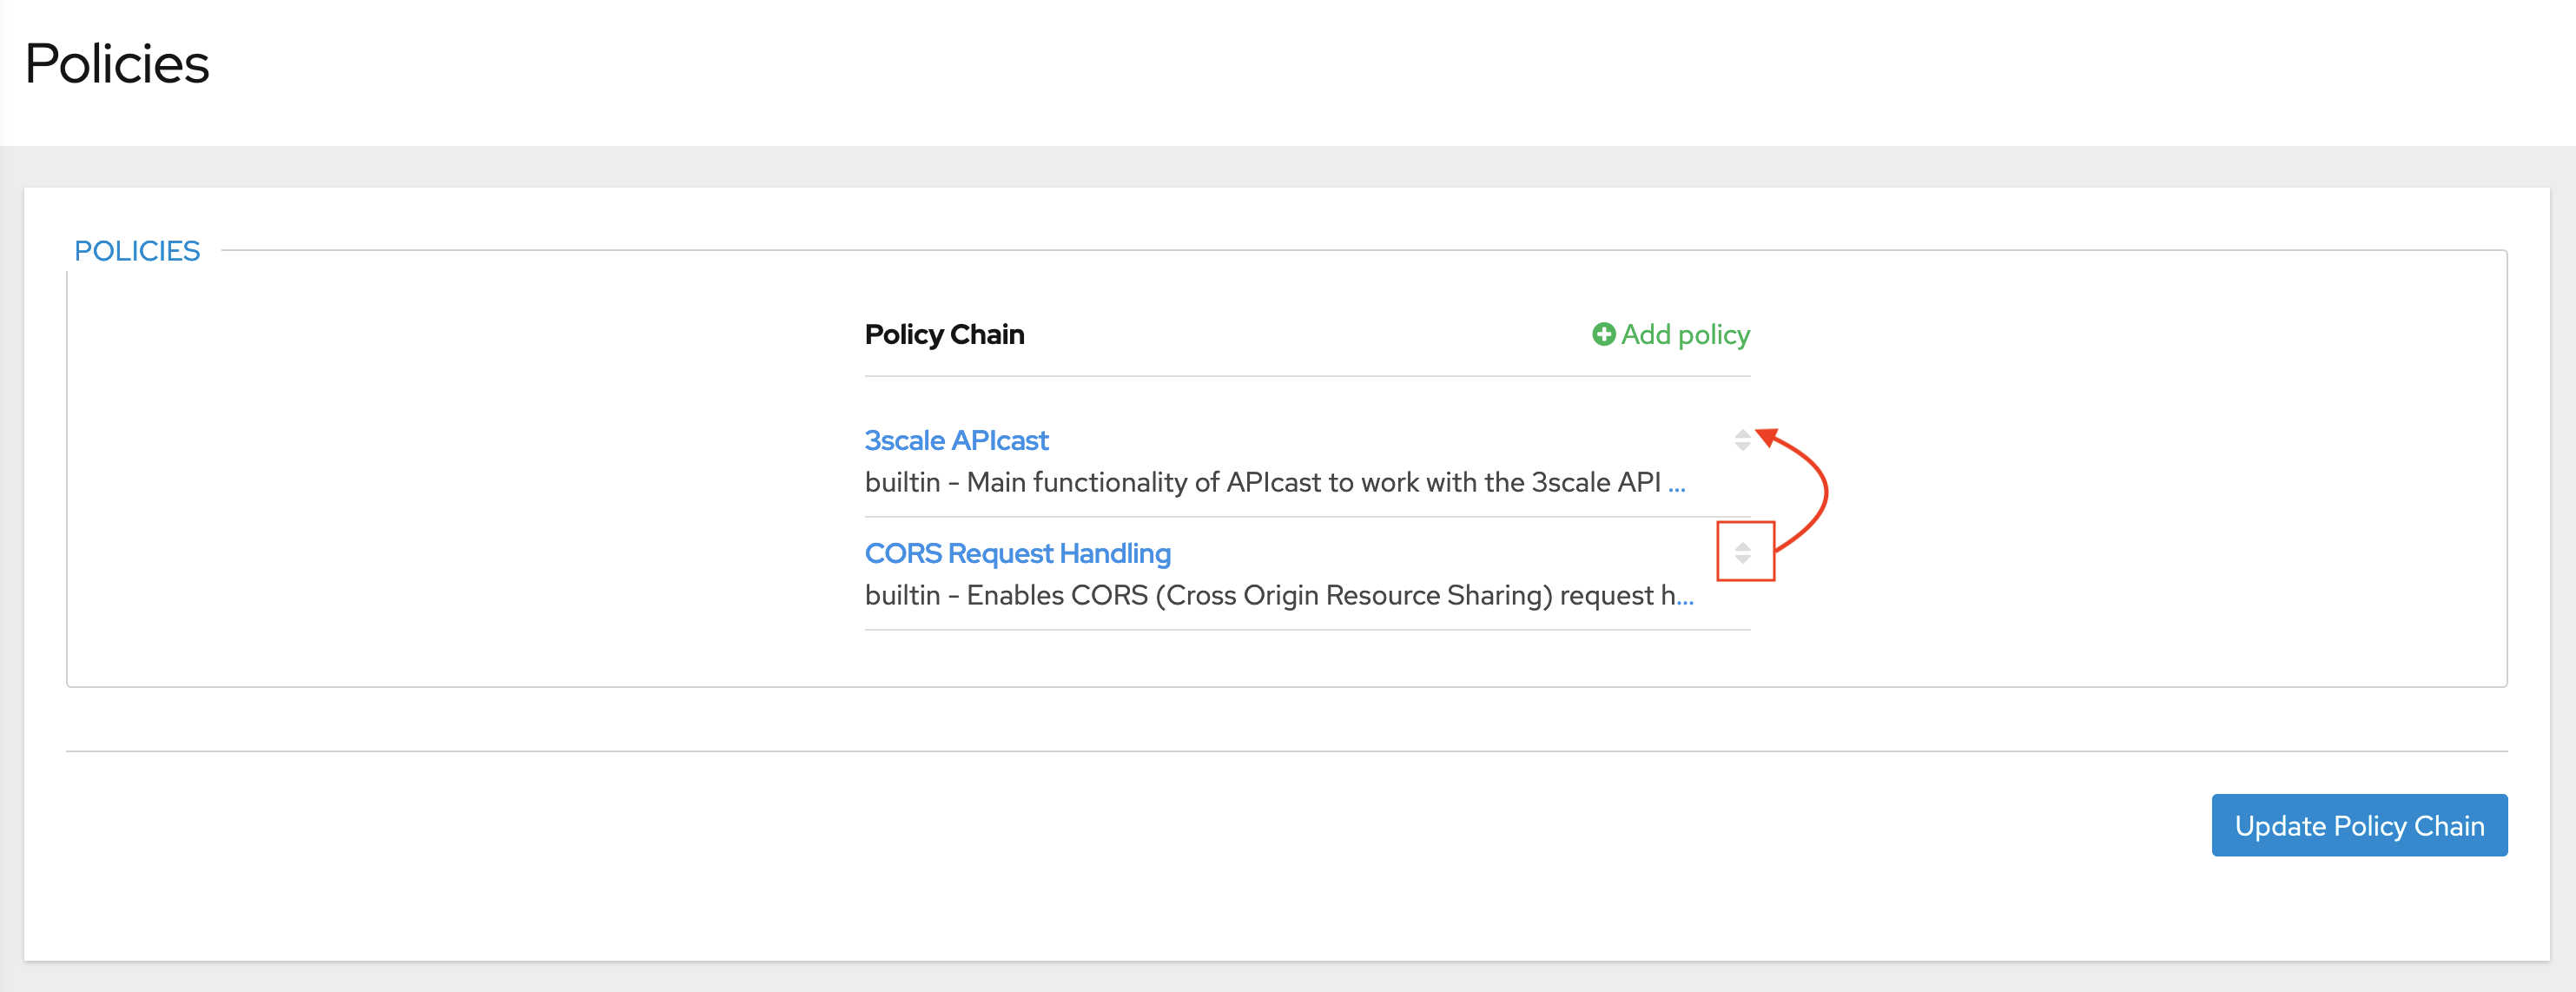 Policies
POLICIES
Policy Chain
Add policy
3scale APIcast
builtin - Main functionality of APIcast to work with the 3scale API ...
CORS Request Handling
builtin - Enables CORS (Cross Origin Resource Sharing) request h...
Update Policy Chain